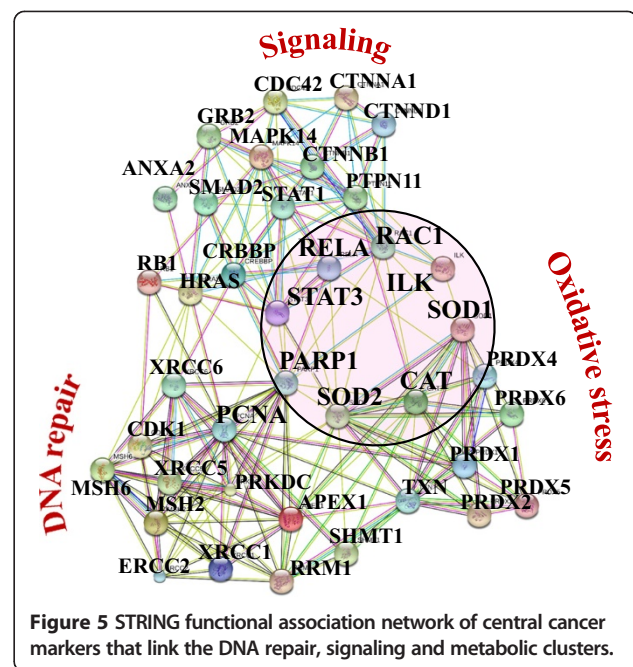 Signaling
CDC42
CTNNA1
GRB2
CTNND1
MAPK14
CTNNB1
ANXA2
SMAD2
STAT1
PTPN11
RAC1
RELA
CRBBP
RB1
HRAS
ILK
STAT3
SOD1
Oxidative stress
PARP1
PRDX4
XRCC6
CAT
SOD2
PRDX6
DNA repair
PCNA
CDK1
PRDX1
XRCC5
MSH6
PRKDC
PRDX5
MSH2
APEX1
TXN
PRDX2
SHMT1
ERCC2
XRCC1
RRM1
Figure 5 STRING functional association network of central cancer
markers that link the DNA repair, signaling and metabolic clusters.